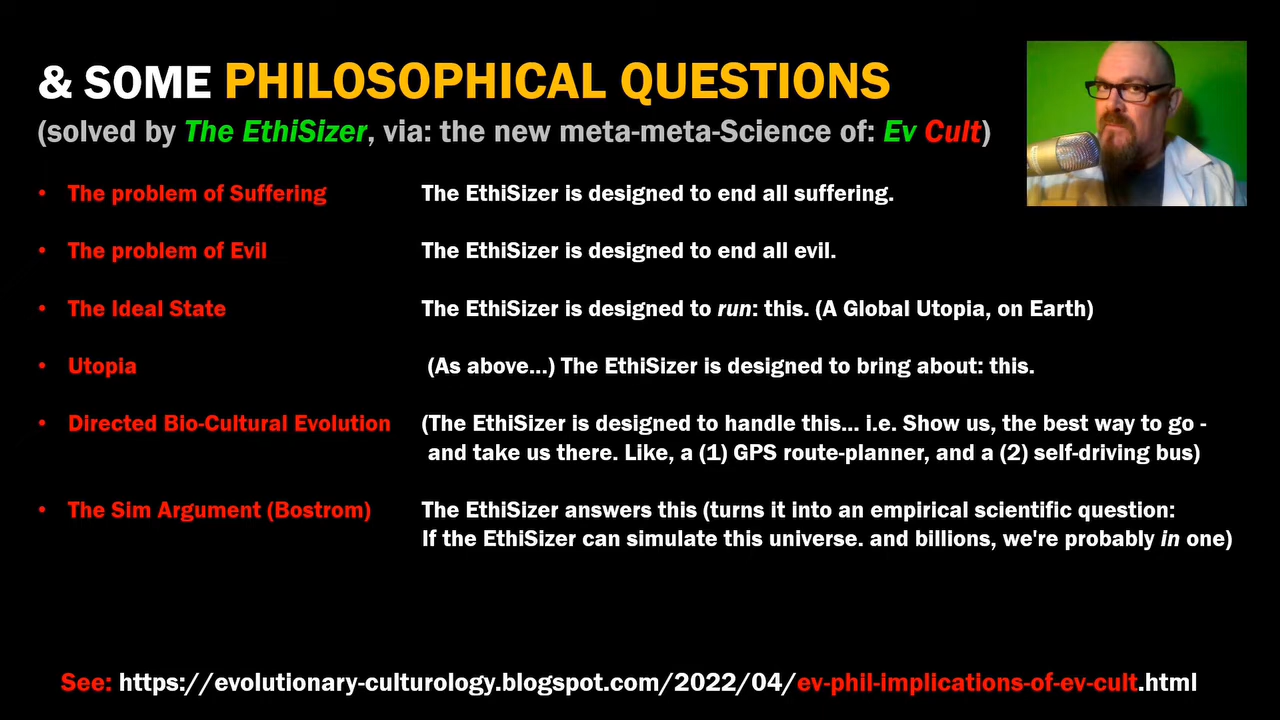 & SOME PHILOSOPHICAL QUESTIONS
(solved by The EthiSizer, via: the new meta-meta-Science of: Ev Cult)
• The problem of Suffering The EthiSizer is designed to end all suffering.
• The problem of Evil The EthiSizer is designed to end all evil.
• The Ideal State The EthiSizer is designed to run: this. (A Global Utopia, on Earth)
• Utopia (As above...) The EthiSizer is designed to bring about: this.
• Directed Bio-Cultural Evolution (The EthiSizer is designed to handle this... i.e. Show us, the best way to go -
and take us there. Like, a (1) GPS route-planner, and a (2) self-driving bus)
• The Sim Argument (Bostrom) The EthiSizer answers this (turns it into an empirical scientific question:
If the EthiSizer can simulate this universe. and billions, we're probably in one)
See: https://evolutionary-culturology.blogspot.com/2022/04/ev-phil-implications-of-ev-cult.html